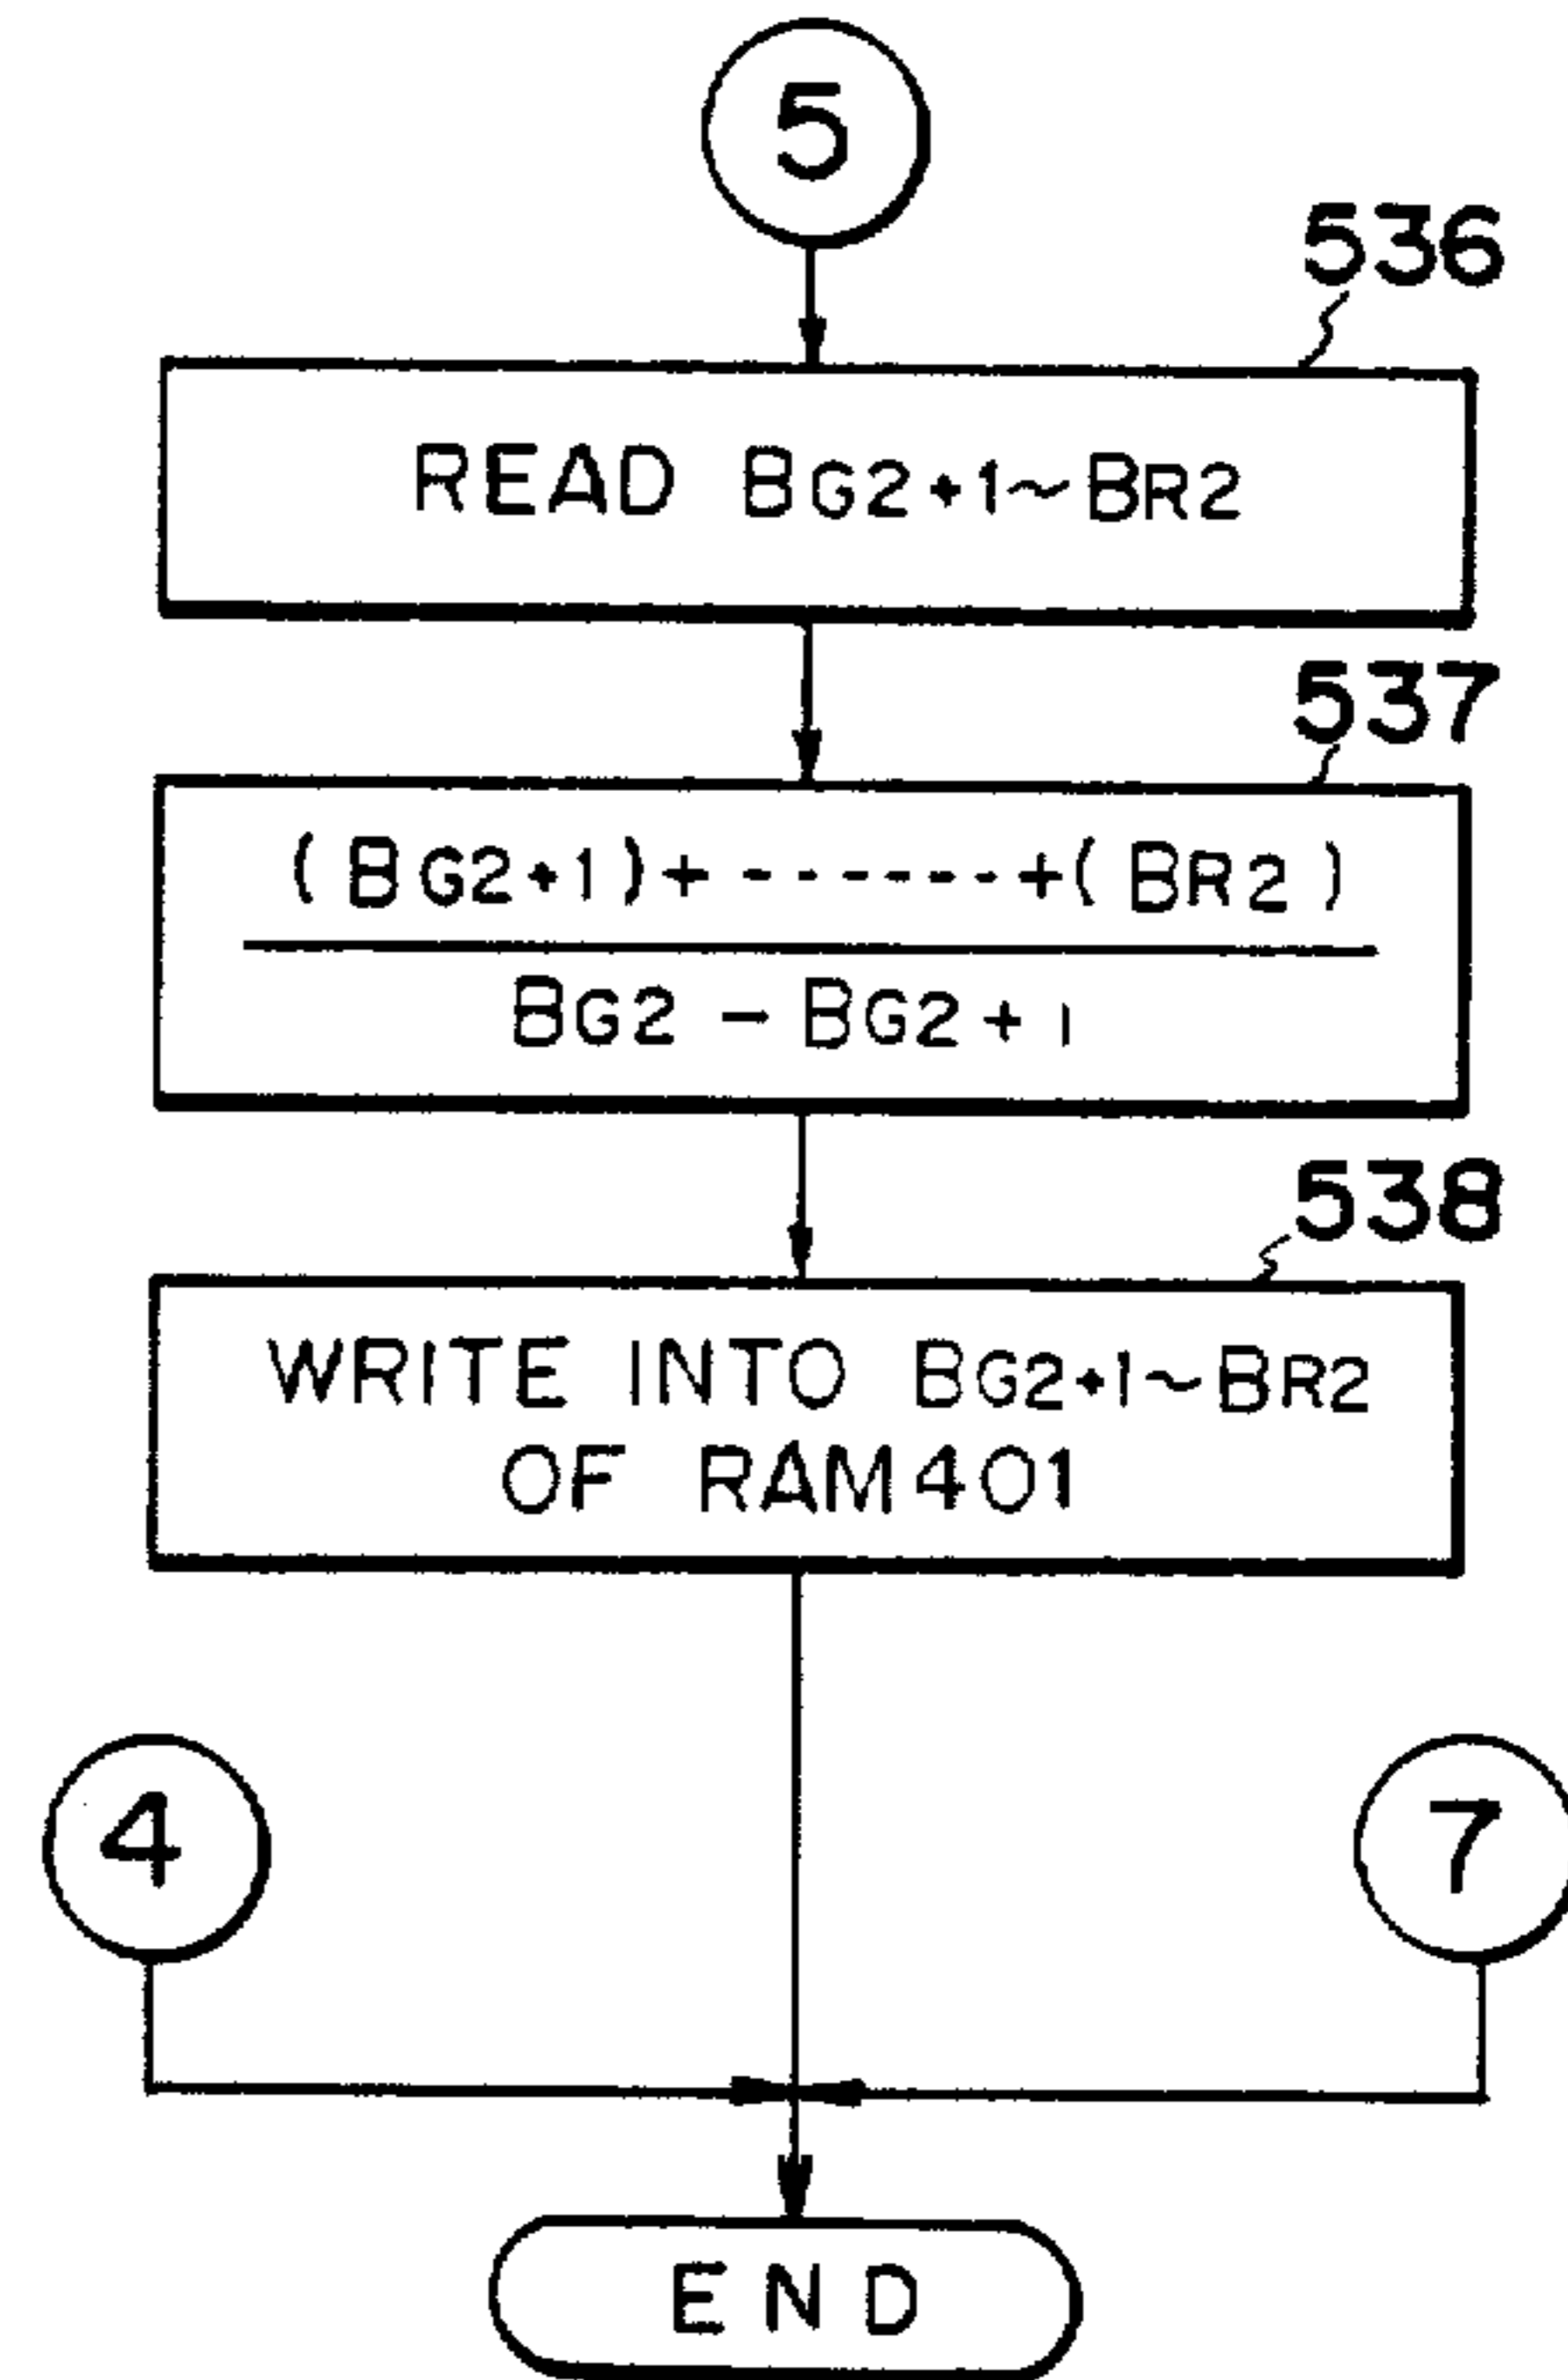 5
536
READ BG2+1~BR2
537
(BG2+1)+-------+(BR2)
BG2-BG2+1
538
WRITE INTO BG2+1~BR2
OF RAM401
4
7
END